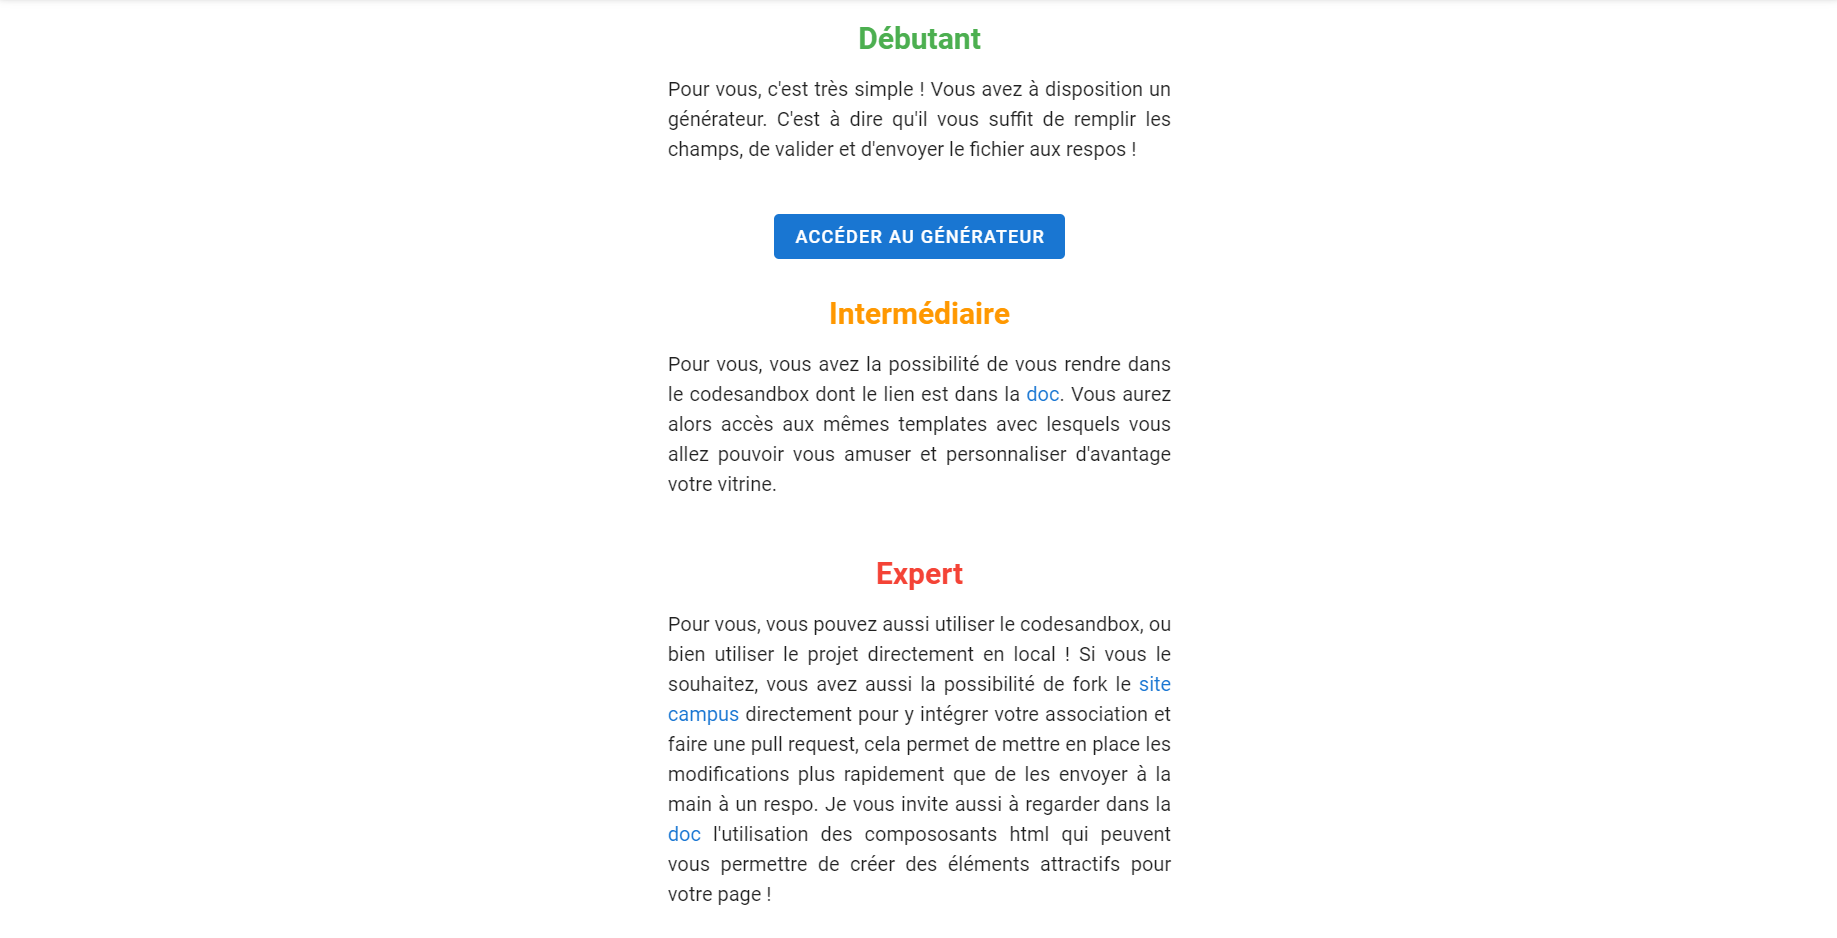 Débutant
Pour vous, c'est très simple ! Vous avez à disposition un
générateur. C'est à dire qu'il vous suffit de remplir les
champs, de valider et d'envoyer le fichier aux respos !
ACCÉDER AU GÉNÉRATEUR
Intermédiaire
Pour vous, vous avez la possibilité de vous rendre dans
le codesandbox dont le lien est dans la doc. Vous aurez
alors accès aux mêmes templates avec lesquels vous
allez pouvoir vous amuser et personnaliser d'avantage
votre vitrine.
Expert
Pour vous, vous pouvez aussi utiliser le codesandbox, ou
bien utiliser le projet directement en local ! Si vous le
souhaitez, vous avez aussi la possibilité de fork le site
campus directement pour y intégrer votre association et
faire une pull request, cela permet de mettre en place les
modifications plus rapidement que de les envoyer à la
main à un respo. Je vous invite aussi à regarder dans la
doc l'utilisation des compososants html qui peuvent
vous permettre de créer des éléments attractifs pour
votre page !